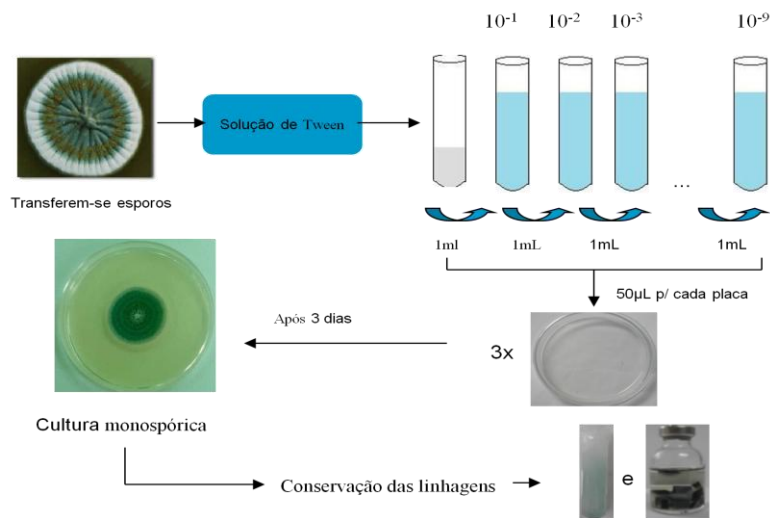 10-1 10-2 10-3 10-9
Solução de Tween
Transferem-se esporos
...
1ml 1mL 1mL 1mL
50µL p/ cada placa
Após 3 dias
3x
Cultura monospórica
Conservação das linhagens
e